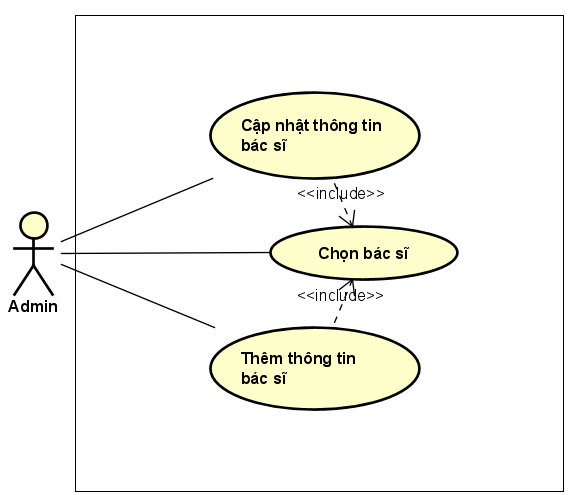 Cập nhật thông tin
bác sĩ
<<include>>
Chọn bác sĩ
<<include>>
Admin
Thêm thông tin
bác sĩ